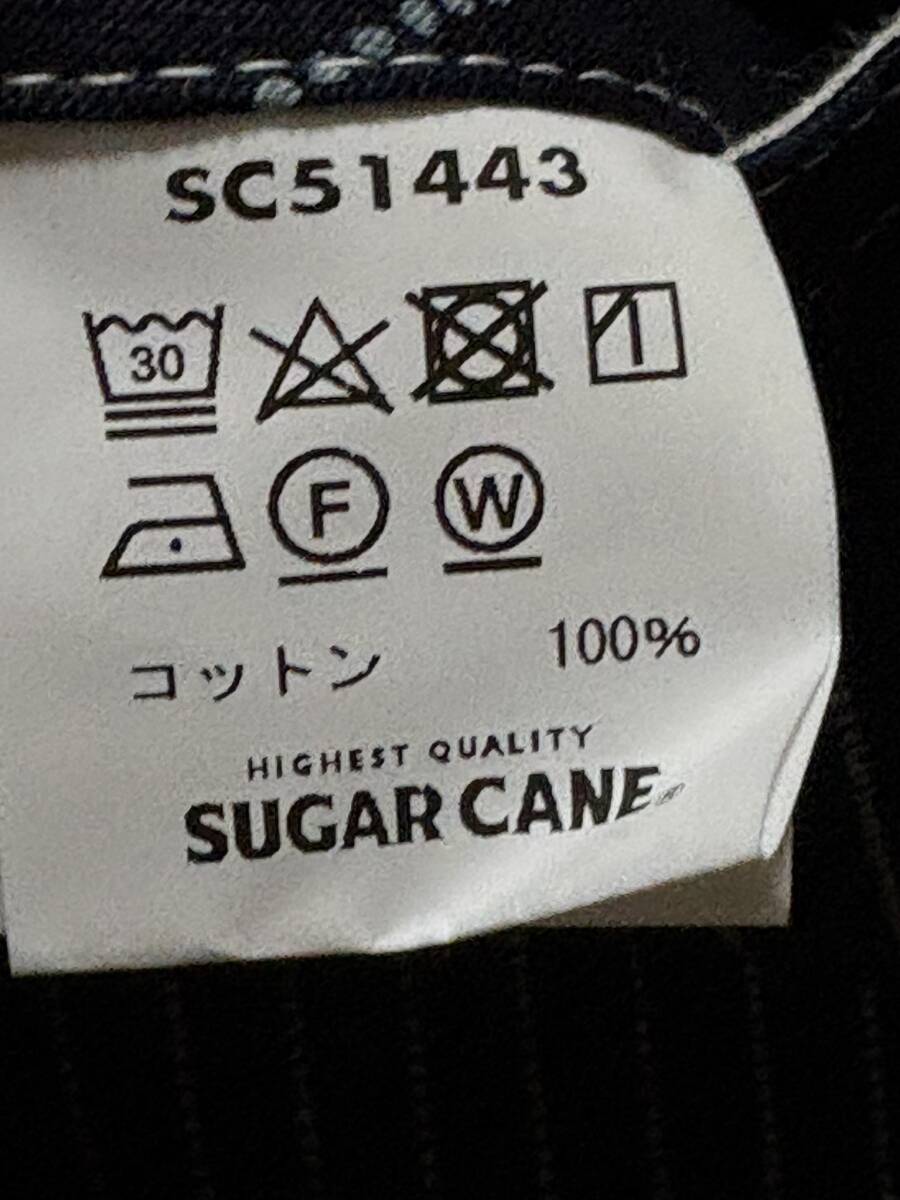 SC51443
30
F W
コットン 100%
HIGHEST QUALITY
SUGAR CANE